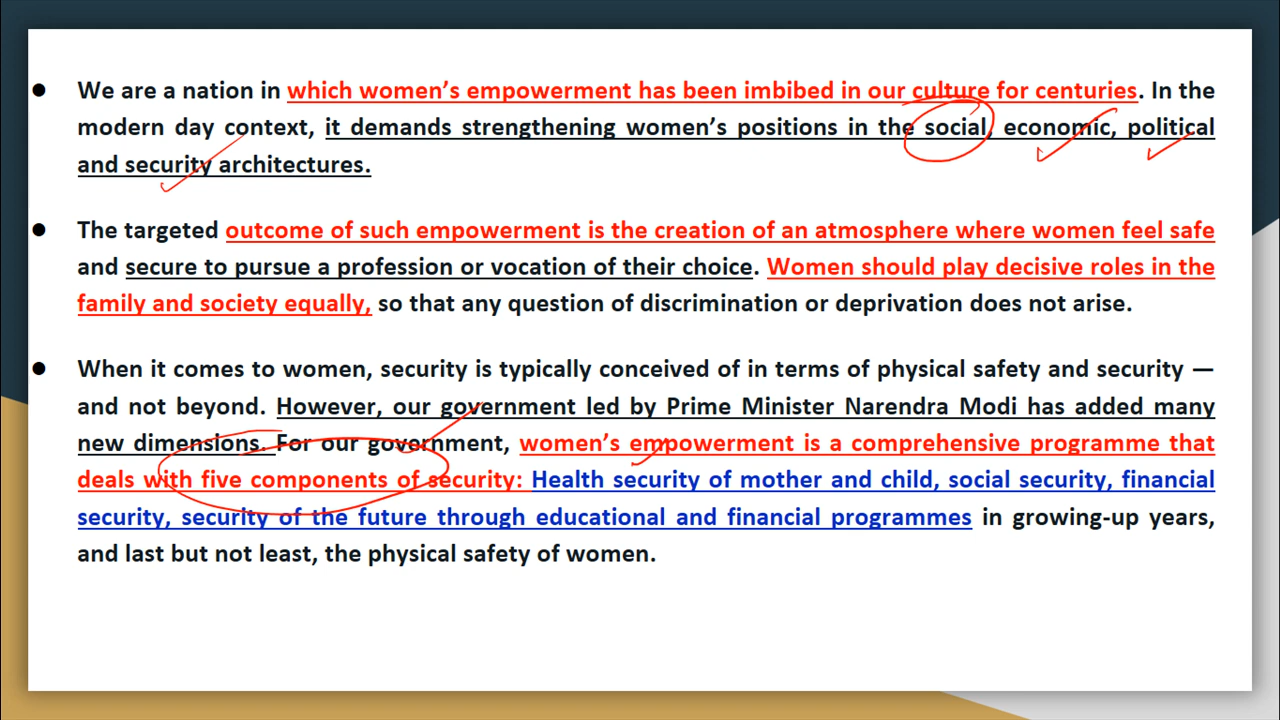 ● We are a nation in which women’s empowerment has been imbibed in our culture for centuries. In the
modern day context, it demands strengthening women’s positions in the social, economic, political
and security architectures.
● The targeted outcome of such empowerment is the creation of an atmosphere where women feel safe
and secure to pursue a profession or vocation of their choice. Women should play decisive roles in the
family and society equally, so that any question of discrimination or deprivation does not arise.
● When it comes to women, security is typically conceived of in terms of physical safety and security —
and not beyond. However, our government led by Prime Minister Narendra Modi has added many
new dimensions. For our government, women’s empowerment is a comprehensive programme that
deals with five components of security: Health security of mother and child, social security, financial
security, security of the future through educational and financial programmes in growing-up years,
and last but not least, the physical safety of women.